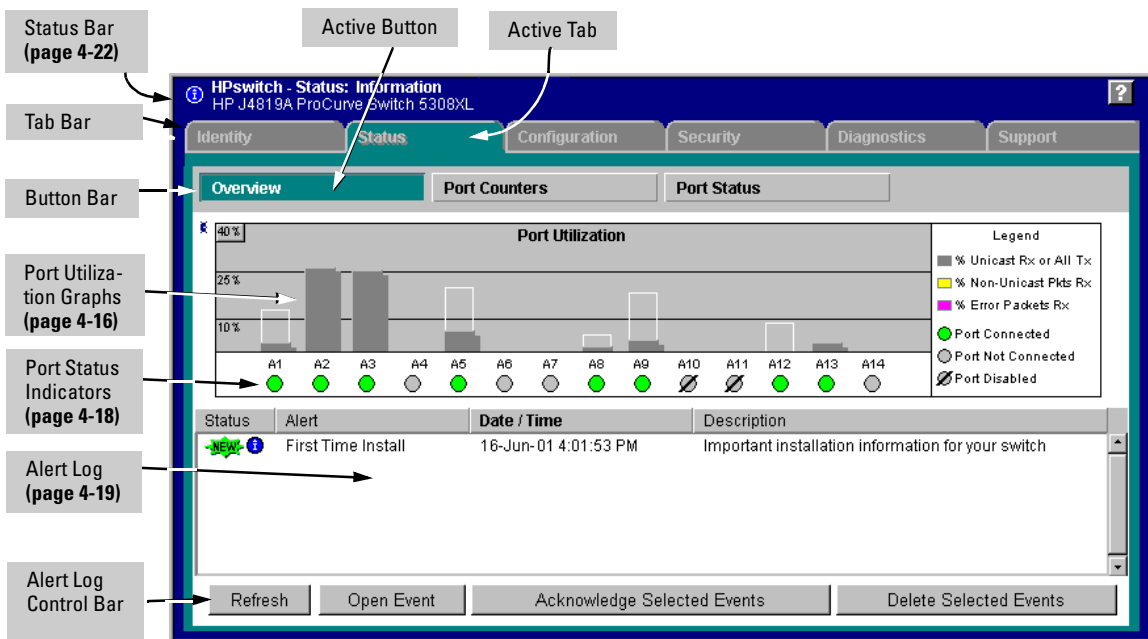 Status Bar
(page 4-22)
Active Button
Active Tab
HPswitch - Status: Information
HP J4819A ProCurve Switch 5308XL
?
Tab Bar
Identity
Status
Configuration
Security
Diagnostics
Support
Button Bar
Overview
Port Counters
Port Status
Port Utiliza-
tion Graphs
(page 4-16)
40%
Port Utilization
25%
10%
Legend
% Unicast Rx or All Tx
% Non-Unicast Pkts Rx
% Error Packets Rx
Port Connected
Port Not Connected
Port Disabled
Port Status
Indicators
(page 4-18)
A1 A2 A3 A4 A5 A6 A7 A8 A9 A10 A11 A12 A13 A14
Status Alert Date / Time Description
NEW First Time Install 16-Jun-01 4:01:53 PM Important installation information for your switch
Alert Log
(page 4-19)
Alert Log
Control Bar
Refresh
Open Event
Acknowledge Selected Events
Delete Selected Events